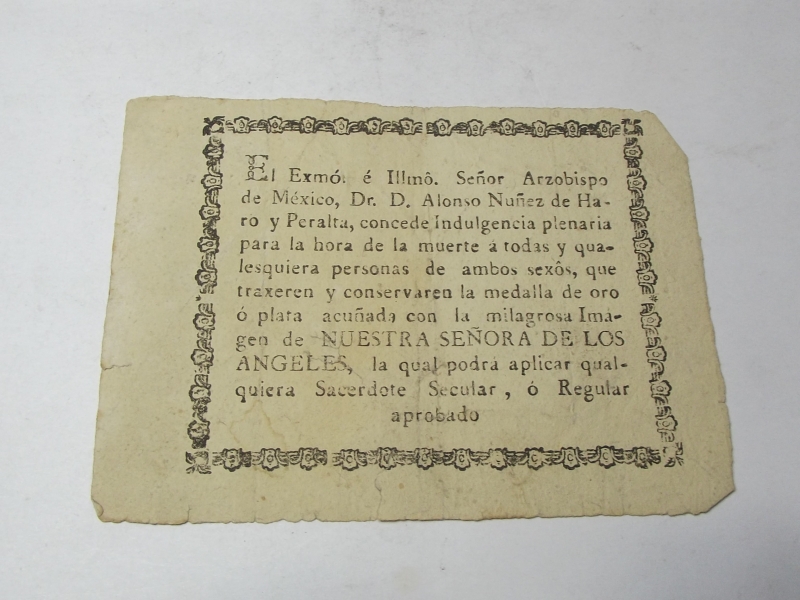 El Exmô. é Illmô. Señor Arzobispo
de México, Dr. D. Alonso Nuñez de Ha-
ro y Peralta, concede Indulgencia plenaria
para la hora de la muerte á todas y qua-
lesquiera personas de ambos sexôs, que
traxeren y conservaren la medalla de oro
ó plata acuñada con la milagrosa Imá-
gen de NUESTRA SEÑORA DE LOS
ANGELES, la qual podrá aplicar qual-
quiera Sacerdote Secular, ó Regular
aprobado